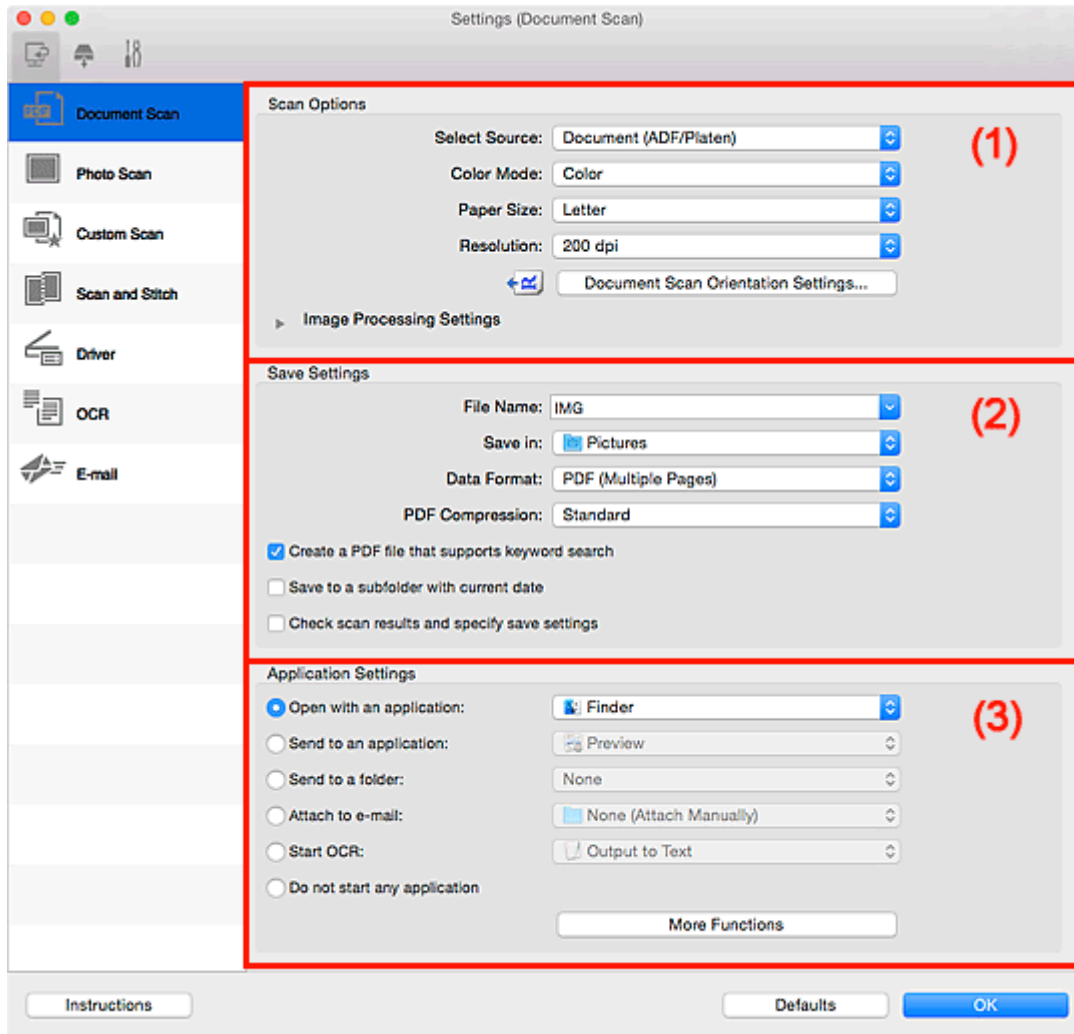 Settings (Document Scan)
Document Scan
Photo Scan
Custom Scan
Scan and Stitch
Driver
OCR
E-mail
Scan Options
(1)
Select Source: Document (ADF/Platen)
Color Mode: Color
Paper Size: Letter
Resolution: 200 dpi
Document Scan Orientation Settings...
Image Processing Settings
Save Settings
(2)
File Name: IMG
Save in: Pictures
Data Format: PDF (Multiple Pages)
PDF Compression: Standard
Create a PDF file that supports keyword search
Save to a subfolder with current date
Check scan results and specify save settings
Application Settings
(3)
Open with an application: Finder
Send to an application: Preview
Send to a folder: None
Attach to e-mail: None (Attach Manually)
Start OCR: Output to Text
Do not start any application
More Functions
Instructions Defaults OK